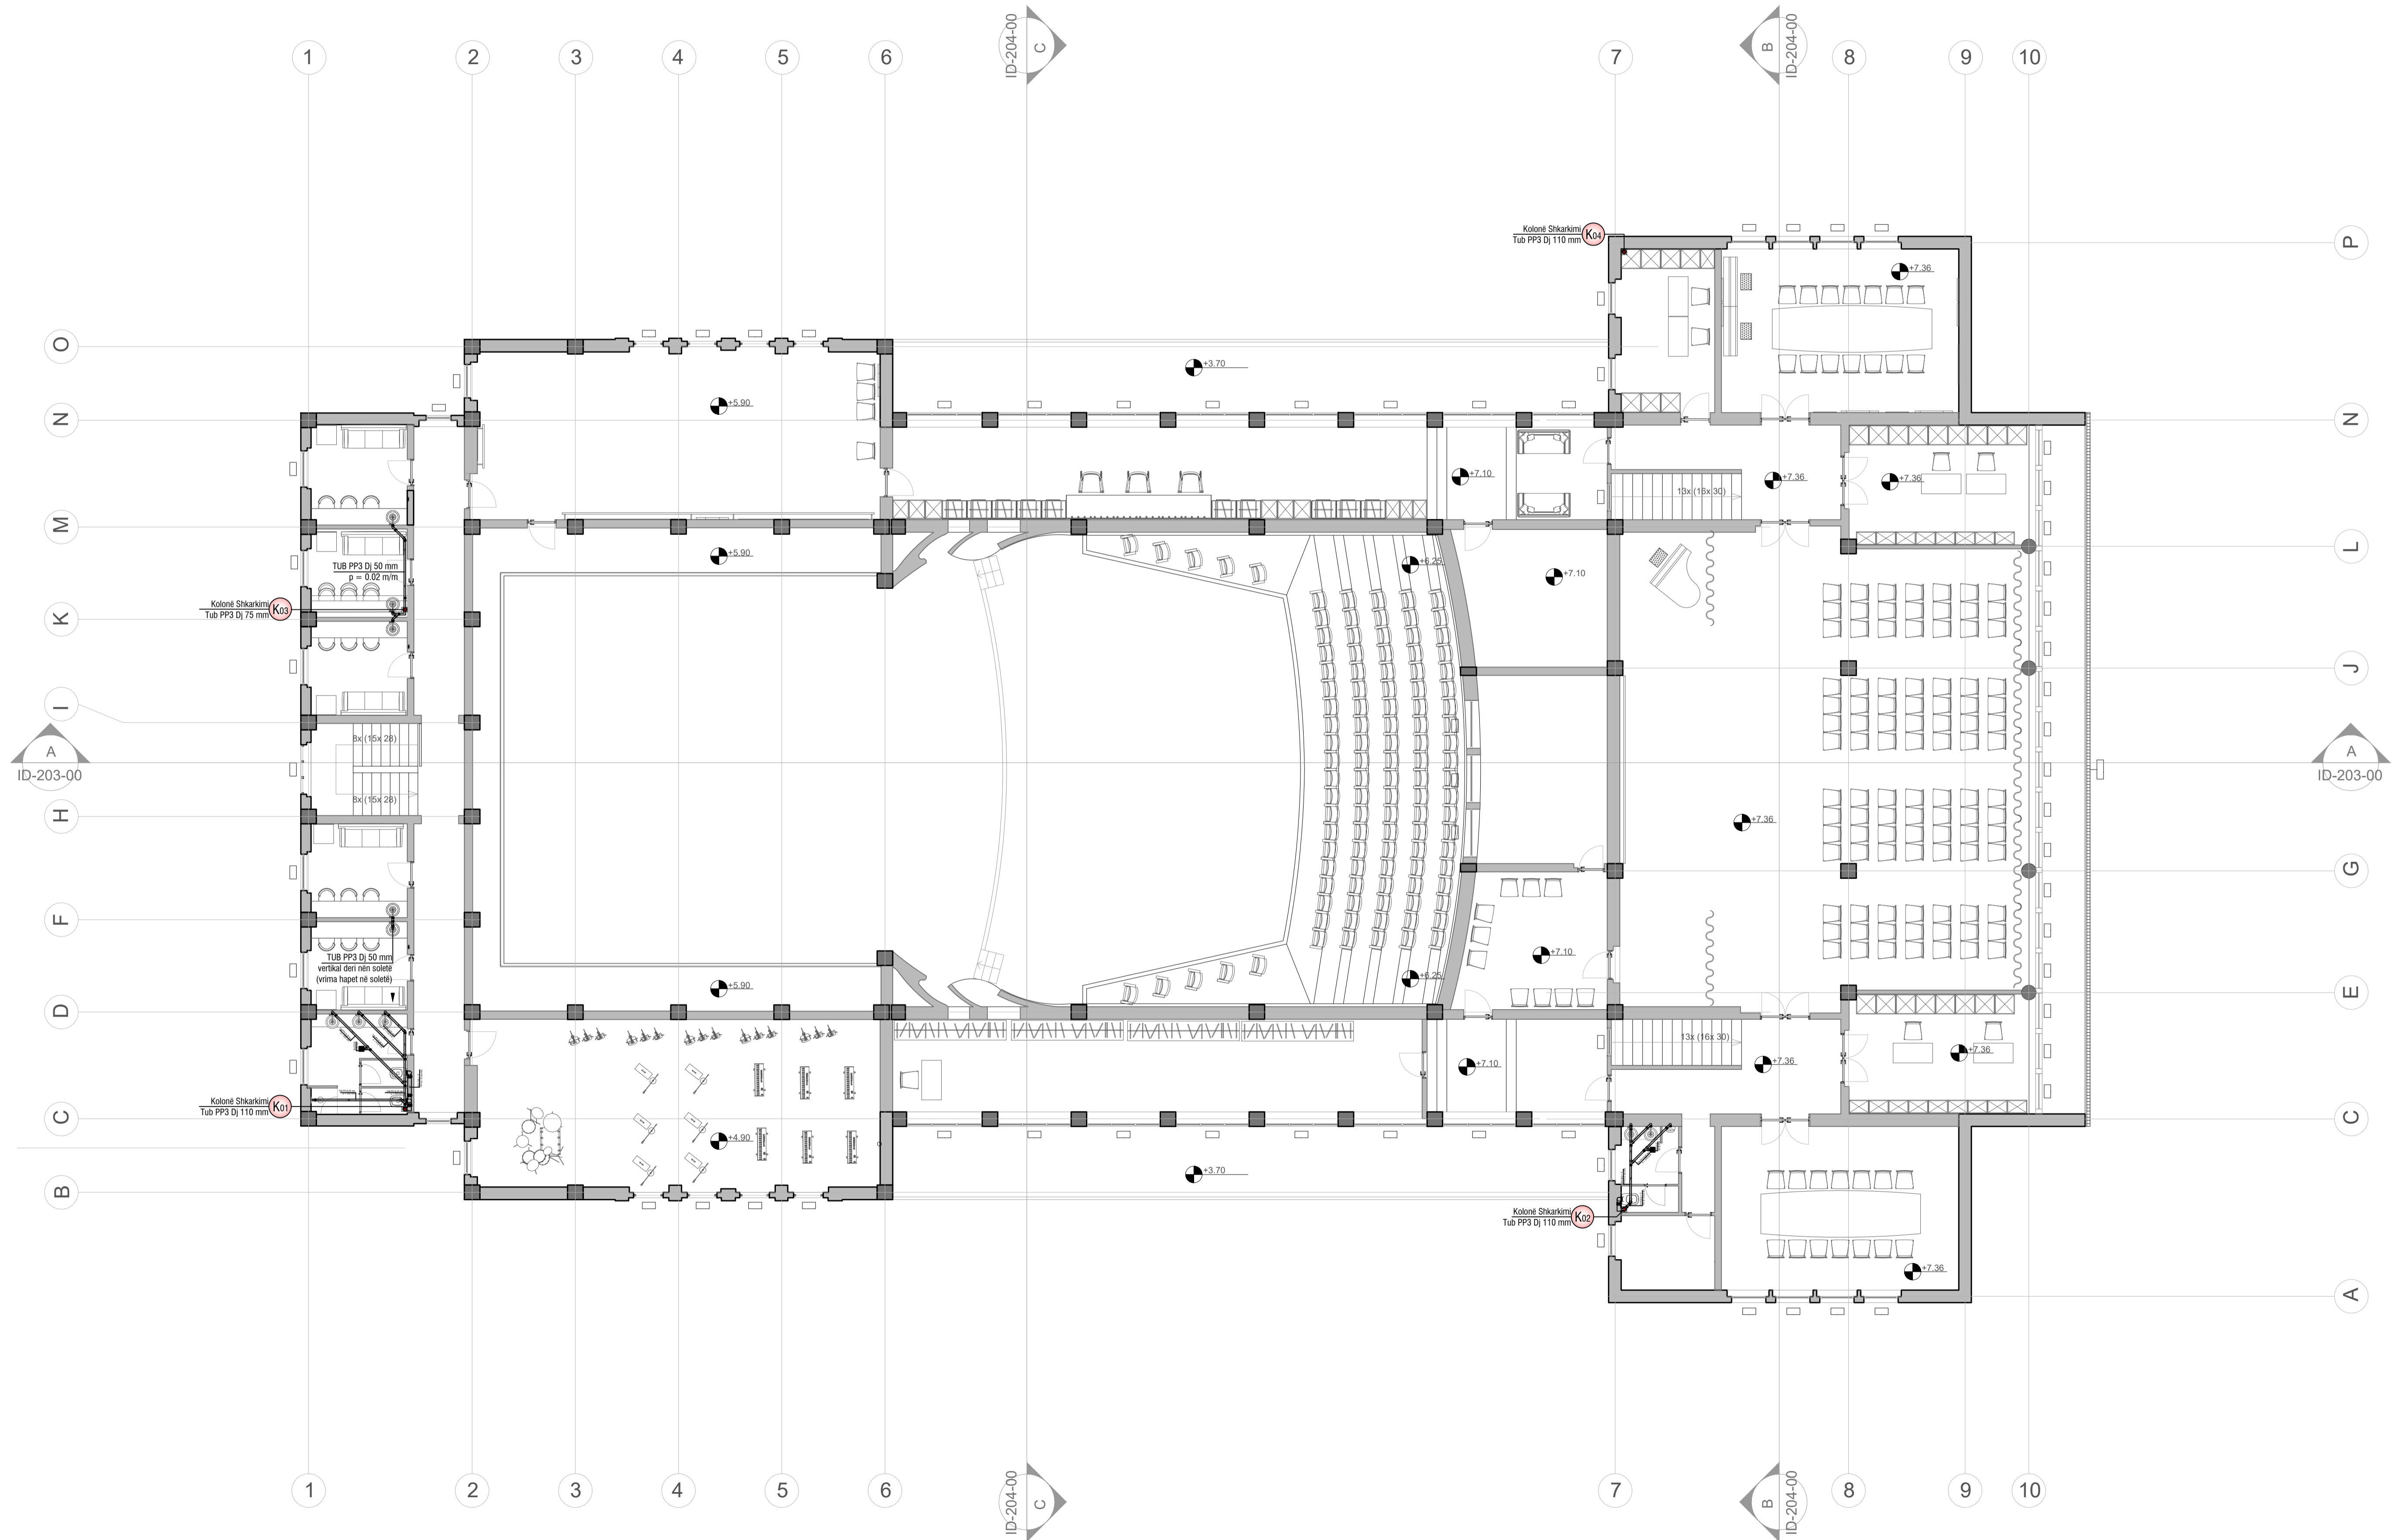 ID-204-00
C
B
ID-204-00
1
2
3
4
5
6
7
8
9
10
Kolonë Shkarkimi
Tub PP3 Dj 110 mm
K04
P
P
+7.36
O
+3.70
N
+5.90
N
+7.10
13x (16x 30)
+7.36
+7.36
M
+5.90
L
+6.25
TUB PP3 Dj 50 mm
p = 0.02 m/m
+7.10
Kolonë Shkarkimi
Tub PP3 Dj 75 mm
K03
K
J
I
8x (15x 28)
A
ID-203-00
A
ID-203-00
8x (15x 28)
H
+7.36
G
F
TUB PP3 Dj 50 mm
vertikal deri nën soletë
(vrima hapet në soletë)
+7.10
+6.25
+5.90
E
D
13x (16x 30)
+7.36
+7.10
+7.36
Kolonë Shkarkimi
Tub PP3 Dj 110 mm
K01
C
C
+4.90
+3.70
B
Kolonë Shkarkimi
Tub PP3 Dj 110 mm
K02
+7.36
A
1
2
3
4
5
6
7
8
9
10
ID-204-00
C
B
ID-204-00